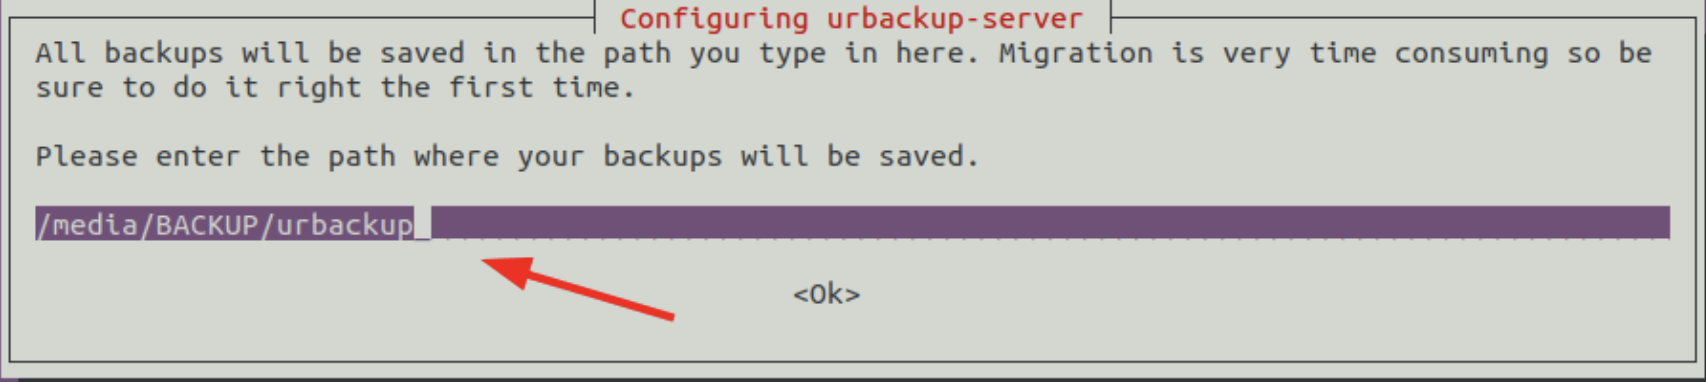 Configuring urbackup-server
All backups will be saved in the path you type in here. Migration is very time consuming so be
sure to do it right the first time.
Please enter the path where your backups will be saved.
/media/BACKUP/urbackup
<Ok>